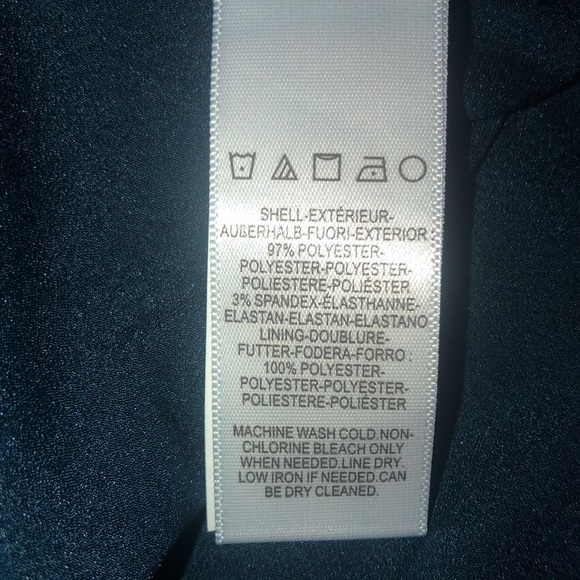 SHELL-EXTÉRIEUR-
AUßERHALB-FUORI-EXTERIOR :
97% POLYESTER-
POLYESTER-POLYESTER-
POLIESTERE-POLIÉSTER
3% SPANDEX-ÉLASTHANNE-
ELASTAN-ELASTAN-ELASTANO
LINING-DOUBLURE-
FUTTER-FODERA-FORRO :
100% POLYESTER-
POLYESTER-POLYESTER-
POLIESTERE-POLIÉSTER
MACHINE WASH COLD.NON-
CHLORINE BLEACH ONLY
WHEN NEEDED.LINE DRY.
LOW IRON IF NEEDED.CAN
BE DRY CLEANED.